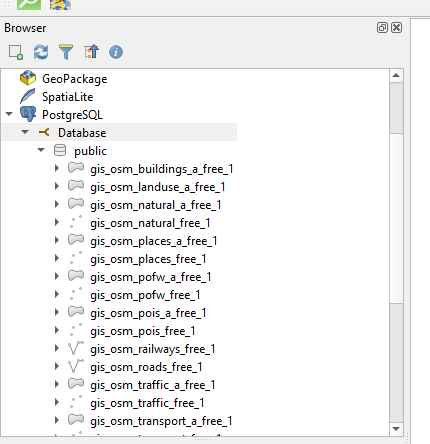 Browser
GeoPackage
SpatiaLite
PostgreSQL
Database
public
gis_osm_buildings_a_free_1
gis_osm_landuse_a_free_1
gis_osm_natural_a_free_1
gis_osm_natural_free_1
gis_osm_places_a_free_1
gis_osm_places_free_1
gis_osm_pofw_a_free_1
gis_osm_pofw_free_1
gis_osm_pois_a_free_1
gis_osm_pois_free_1
gis_osm_railways_free_1
gis_osm_roads_free_1
gis_osm_traffic_a_free_1
gis_osm_traffic_free_1
gis_osm_transport_a_free_1